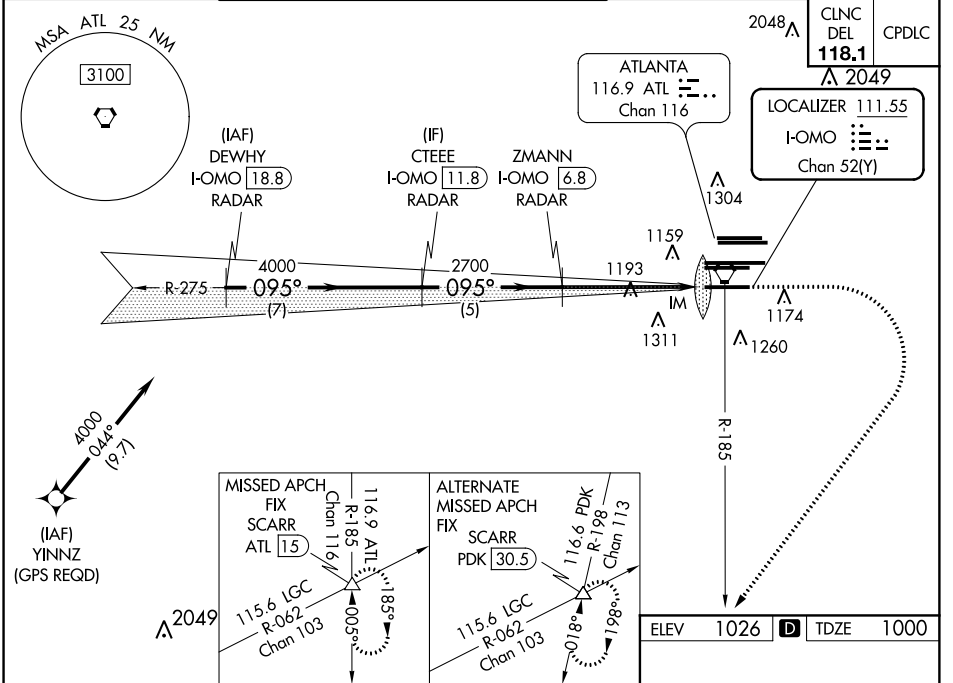 MSA ATL 25 NM
3100
2048
CLNC
DEL
118.1
CPDLC
2049
ATLANTA
116.9 ATL
Chan 116
LOCALIZER 111.55
I-OMO
Chan 52(Y)
(IAF)
DEWHY
I-OMO 18.8
RADAR
(IF)
CTEEE
I-OMO 11.8
RADAR
ZMANN
I-OMO 6.8
RADAR
1304
1159
1193
R-275
4000
095°
(7)
2700
095°
(5)
IM
1311
1174
1260
R-185
4000
044°
(9.7)
(IAF)
YINNZ
(GPS REQD)
2049
MISSED APCH
FIX
SCARR
ATL 15
116.9 ATL
R-185
Chan 116
115.6 LGC
R-062
Chan 103
005°
185°
ALTERNATE
MISSED APCH
FIX
SCARR
PDK 30.5
116.6 PDK
R-198
Chan 113
115.6 LGC
R-062
Chan 103
018°
198°
ELEV 1026 D TDZE 1000